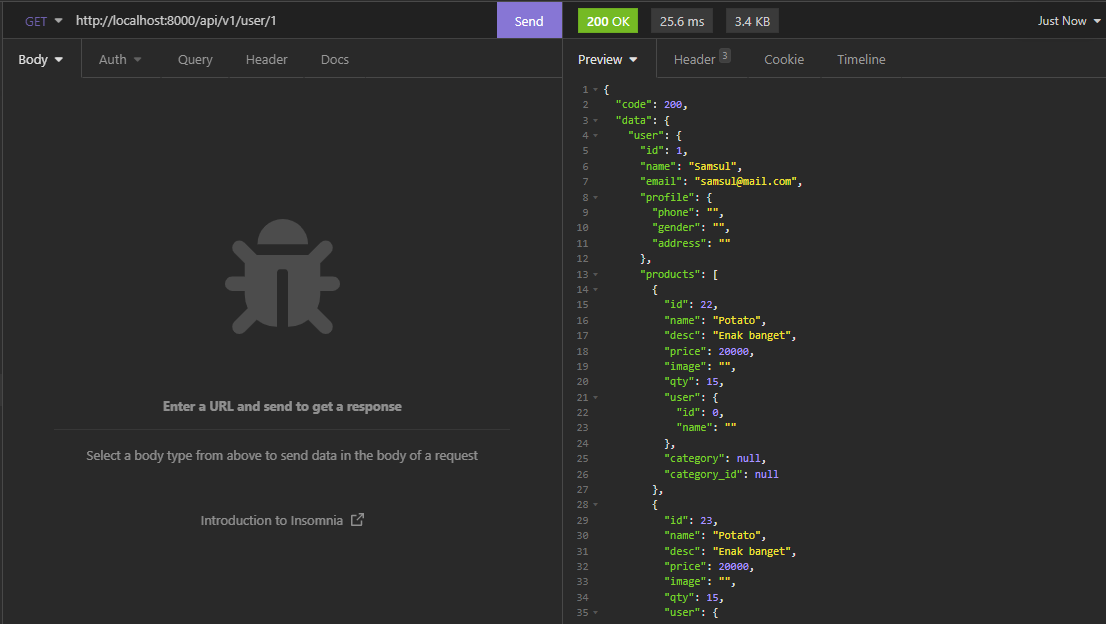 GET http://localhost:8000/api/v1/user/1 Send 200 OK 25.6 ms 3.4 KB Just Now
Body Auth Query Header Docs Preview Header 3 Cookie Timeline
Enter a URL and send to get a response
Select a body type from above to send data in the body of a request
Introduction to Insomnia
1 {
2 "code": 200,
3 "data": {
4 "user": {
5 "id": 1,
6 "name": "Samsul",
7 "email": "samsul@mail.com",
8 "profile": {
9 "phone": "",
10 "gender": "",
11 "address": ""
12 },
13 "products": [
14 {
15 "id": 22,
16 "name": "Potato",
17 "desc": "Enak banget",
18 "price": 20000,
19 "image": "",
20 "qty": 15,
21 "user": {
22 "id": 0,
23 "name": ""
24 },
25 "category": null,
26 "category_id": null
27 },
28 {
29 "id": 23,
30 "name": "Potato",
31 "desc": "Enak banget",
32 "price": 20000,
33 "image": "",
34 "qty": 15,
35 "user": {